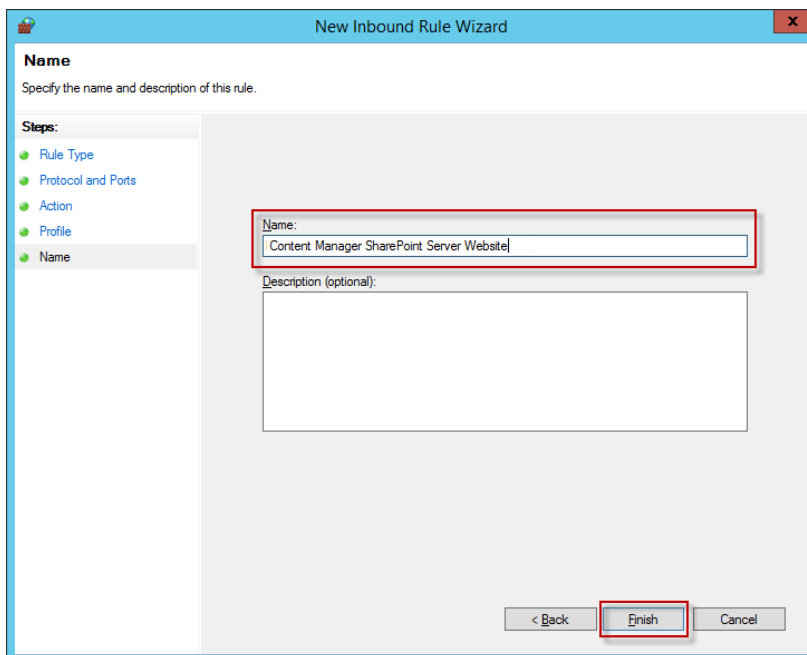 New Inbound Rule Wizard
x
Name
Specify the name and description of this rule.
Steps:
Rule Type
Protocol and Ports
Action
Profile
Name
Name:
Content Manager SharePoint Server Website
Description (optional):
< Back
Finish
Cancel